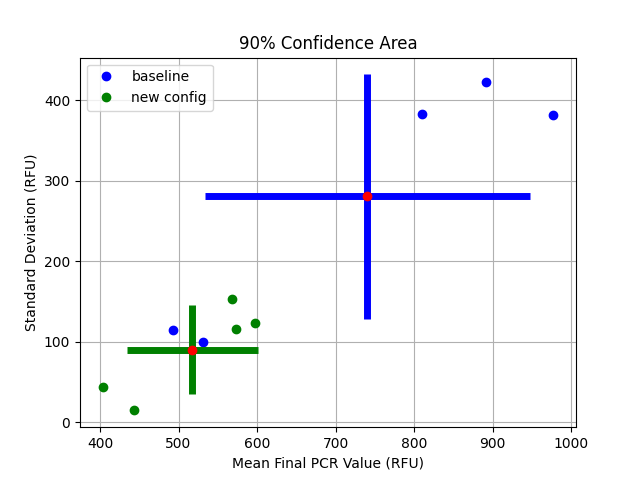 90% Confidence Area
baseline
new config
Standard Deviation (RFU)
400
300
200
100
0
400 500 600 700 800 900 1000
Mean Final PCR Value (RFU)